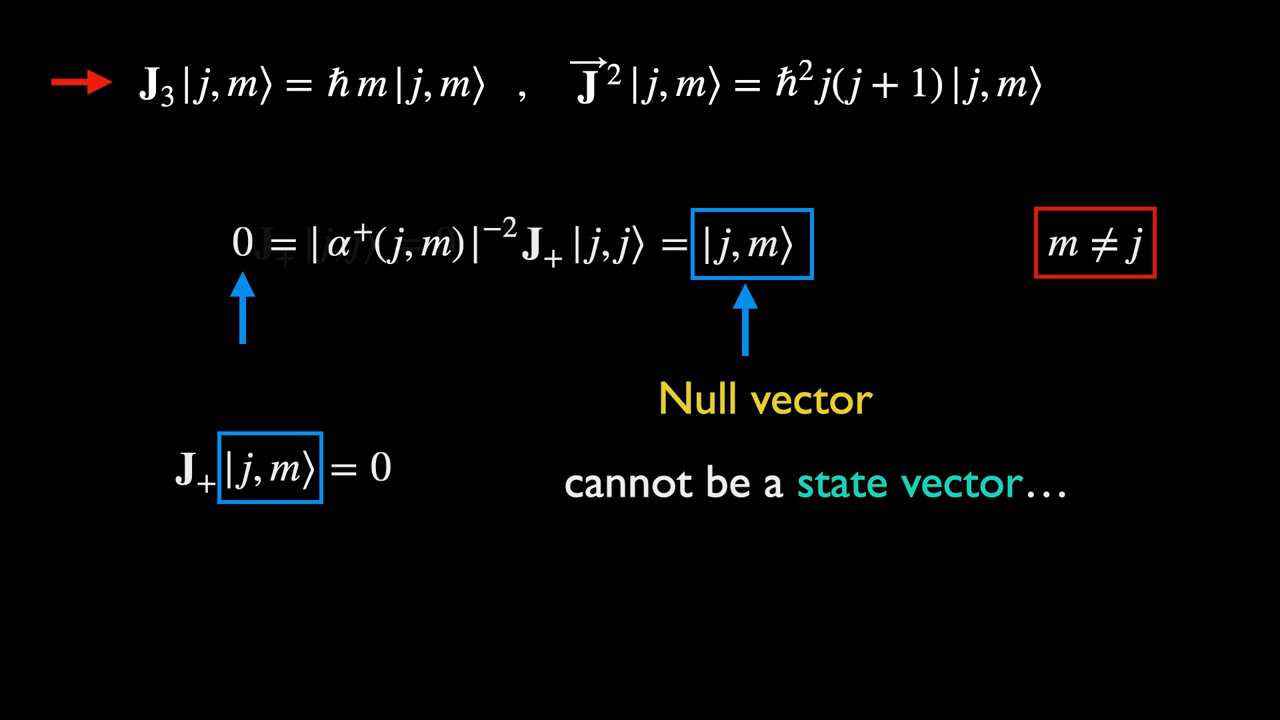 J₃|j, m⟩ = ℏ m|j, m⟩ , J⃗ ²|j, m⟩ = ℏ² j(j + 1)|j, m⟩
0 = |α⁺(j, m)|⁻² J₊ |j, j⟩ = |j, m⟩ m ≠ j
Null vector
J₊ |j, m⟩ = 0
cannot be a state vector…